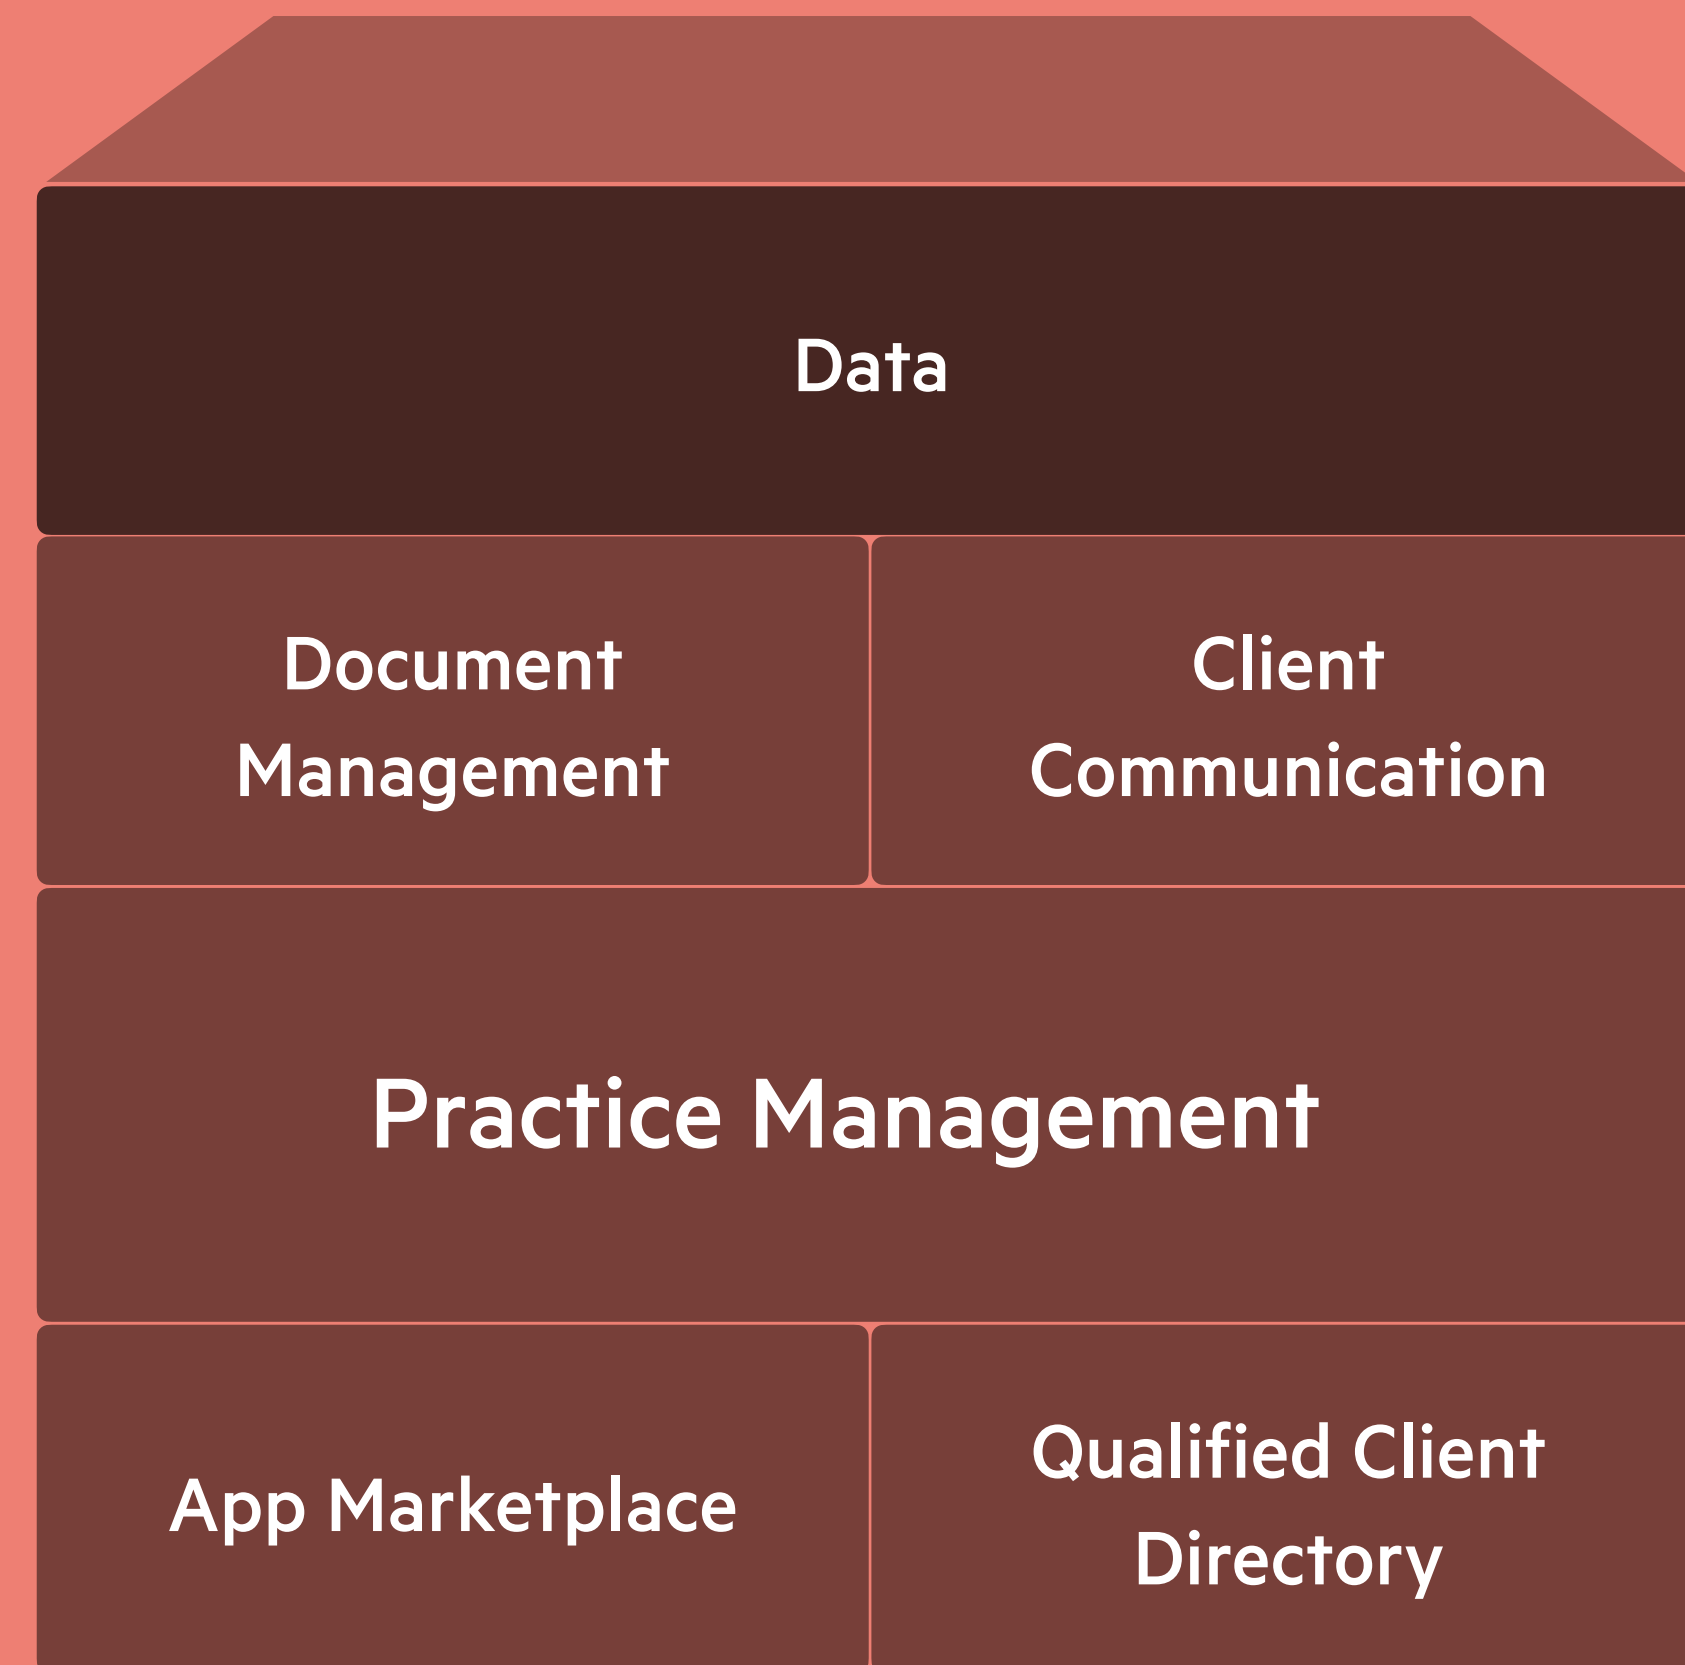 Data
Document
Management
Client
Communication
Practice Management
App Marketplace
Qualified Client
Directory